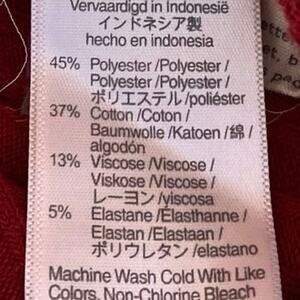 Vervaardigd in Indonesië
インドネシア製
hecho en indonesia
45% Polyester /Polyester /
Polyester /Polyester /
ポリエステル /poliéster
37% Cotton /Coton /
Baumwolle /Katoen /綿 /
algodón
13% Viscose /Viscose /
Viskose /Viscose /
レーヨン /viscosa
5% Elastane /Élasthanne /
Elastan /Elastaan /
ポリウレタン /elastano
Machine Wash Cold With Like
Colors, Non-Chlorine Bleach